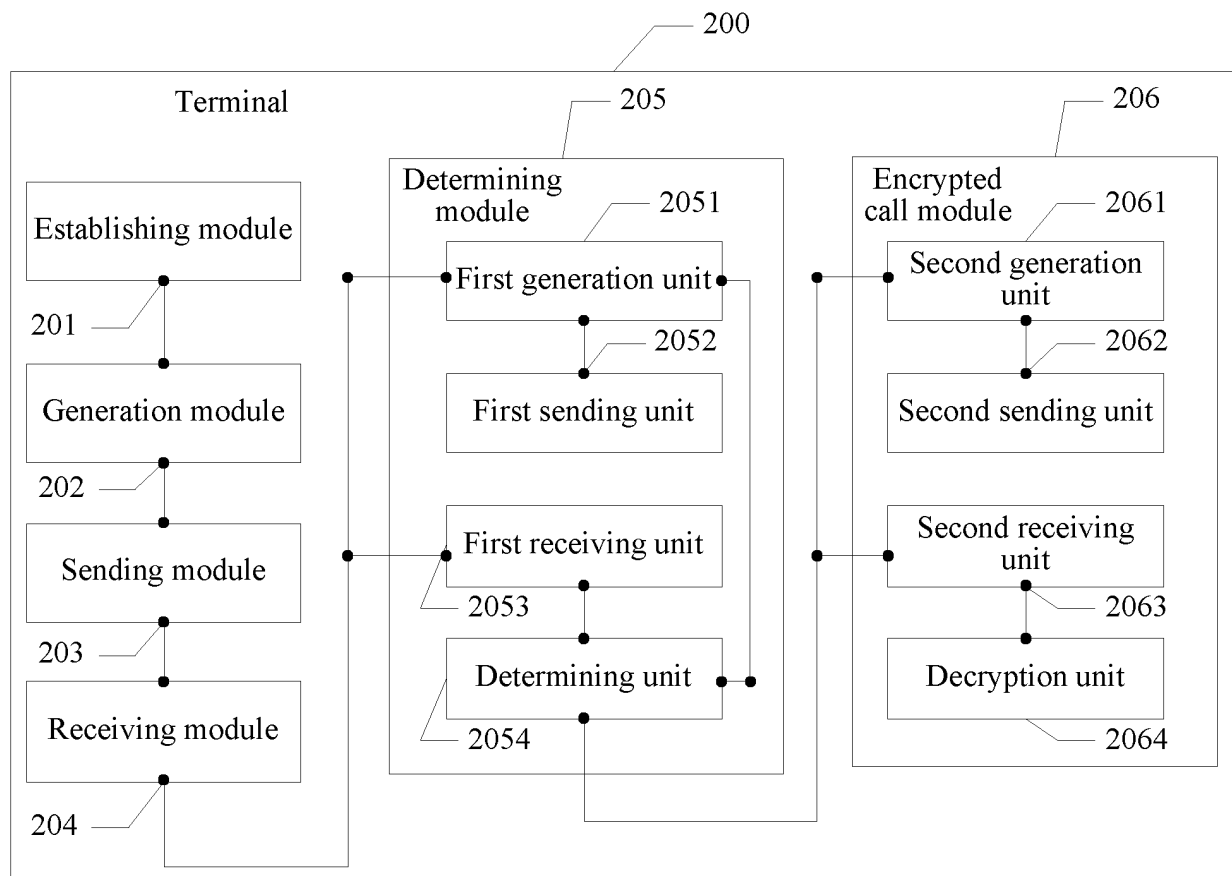 200
Terminal
205
206
Determining
module
Encrypted
call module
2051
2061
Establishing module
First generation unit
Second generation
unit
201
2052
2062
Generation module
First sending unit
Second sending unit
202
Sending module
First receiving unit
Second receiving
unit
2053
2063
203
Receiving module
Determining unit
Decryption unit
2054
2064
204